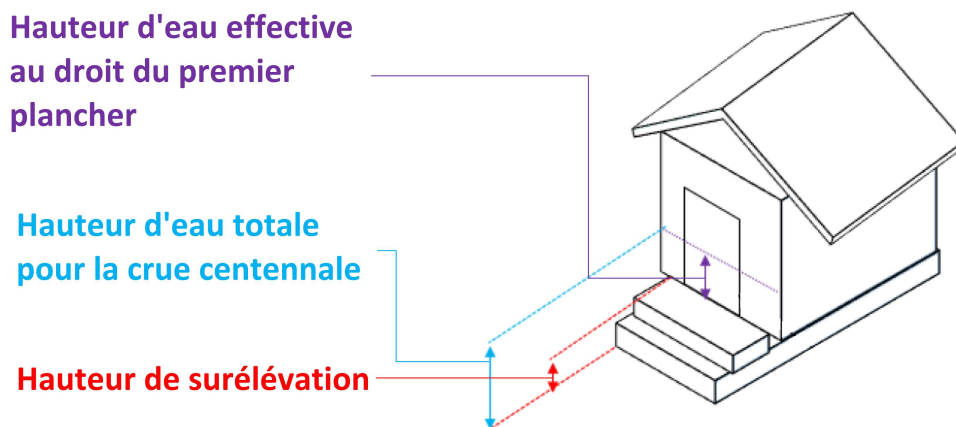 Hauteur d'eau effective
au droit du premier
plancher
Hauteur d'eau totale
pour la crue centennale
Hauteur de surélévation